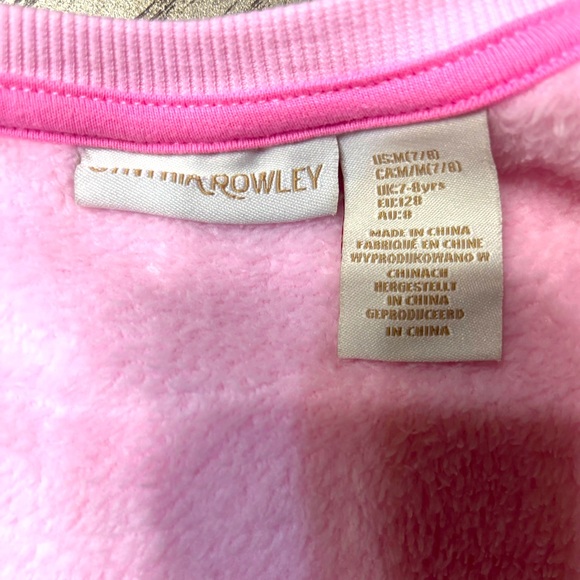 CYNTHIA ROWLEY
US:M(7/8)
CA:M/M(7/8)
UK:7-8yrs
EU:128
AU:8
MADE IN CHINA
FABRIQUÉ EN CHINE
WYPRODUKOWANO W
CHINACH
HERGESTELLT
IN CHINA
GEPRODUCEERD
IN CHINA